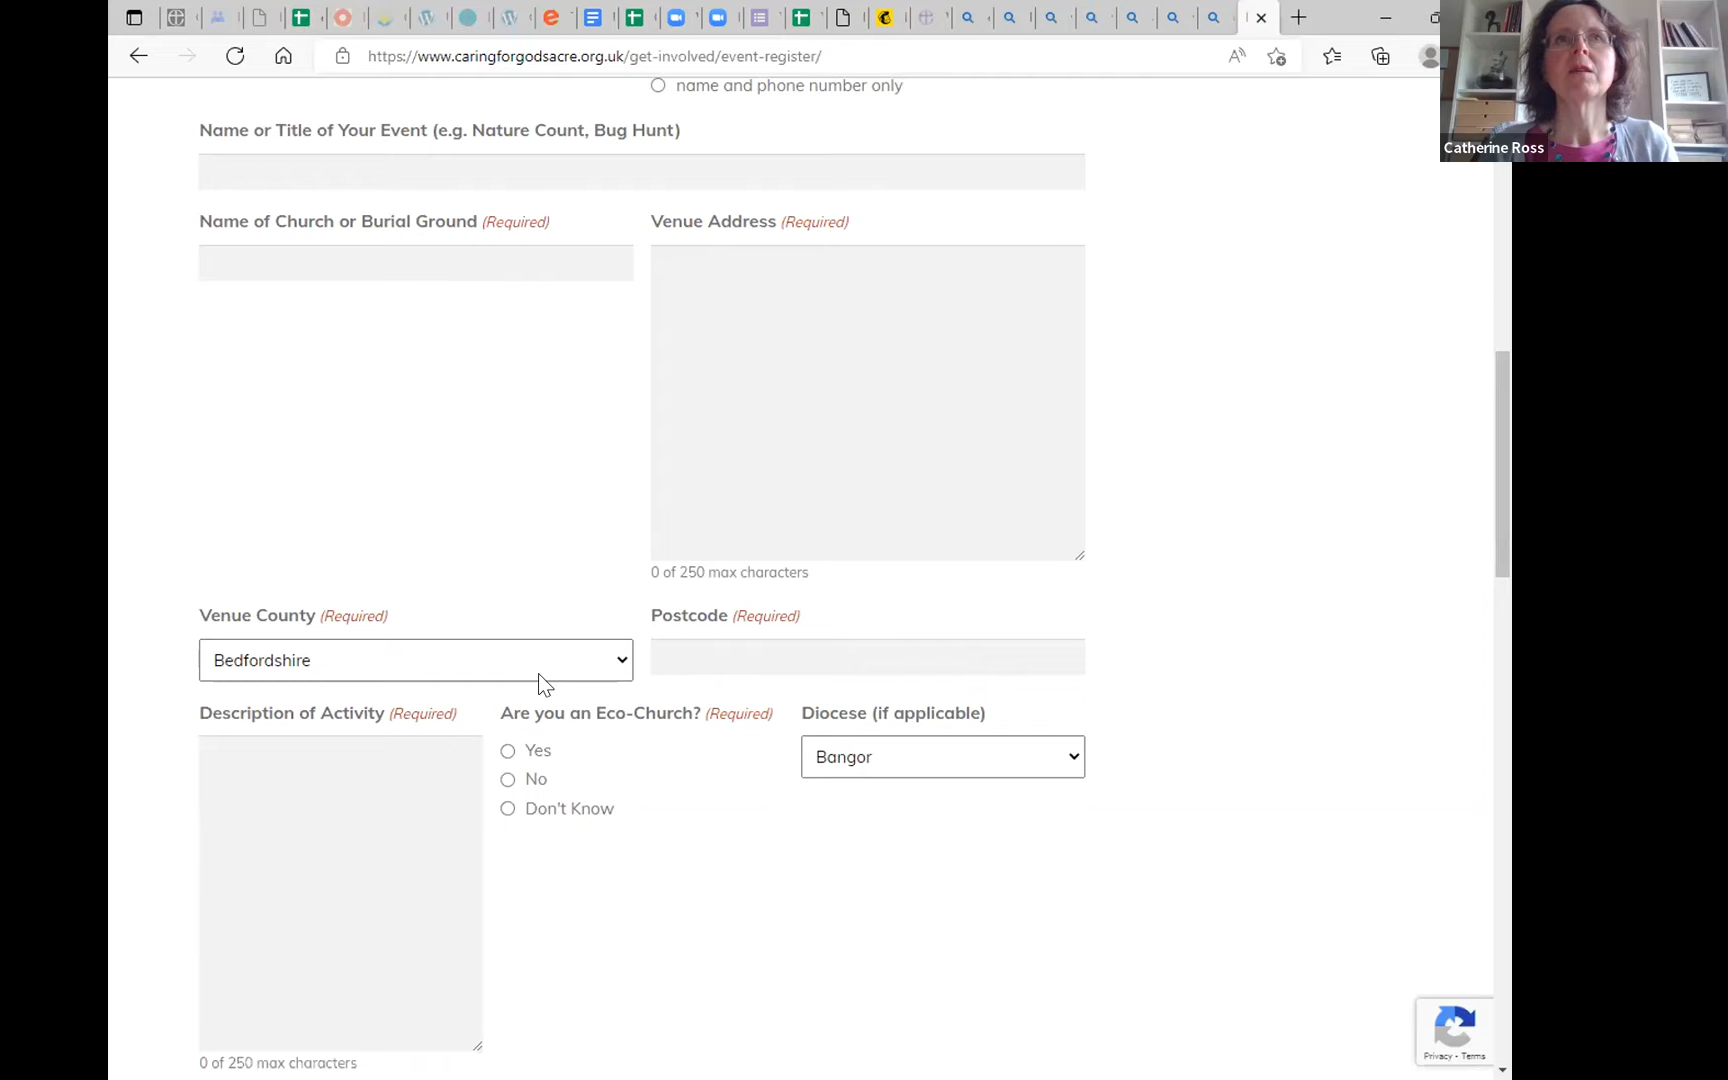 https://www.caringforgodsacre.org.uk/get-involved/event-register/
Catherine Ross
name and phone number only
Name or Title of Your Event (e.g. Nature Count, Bug Hunt)
Name of Church or Burial Ground (Required)
Venue Address (Required)
0 of 250 max characters
Venue County (Required)
Postcode (Required)
Bedfordshire
Description of Activity (Required)
Are you an Eco-Church? (Required)
Diocese (if applicable)
Yes
No
Don't Know
Bangor
0 of 250 max characters
Privacy - Terms